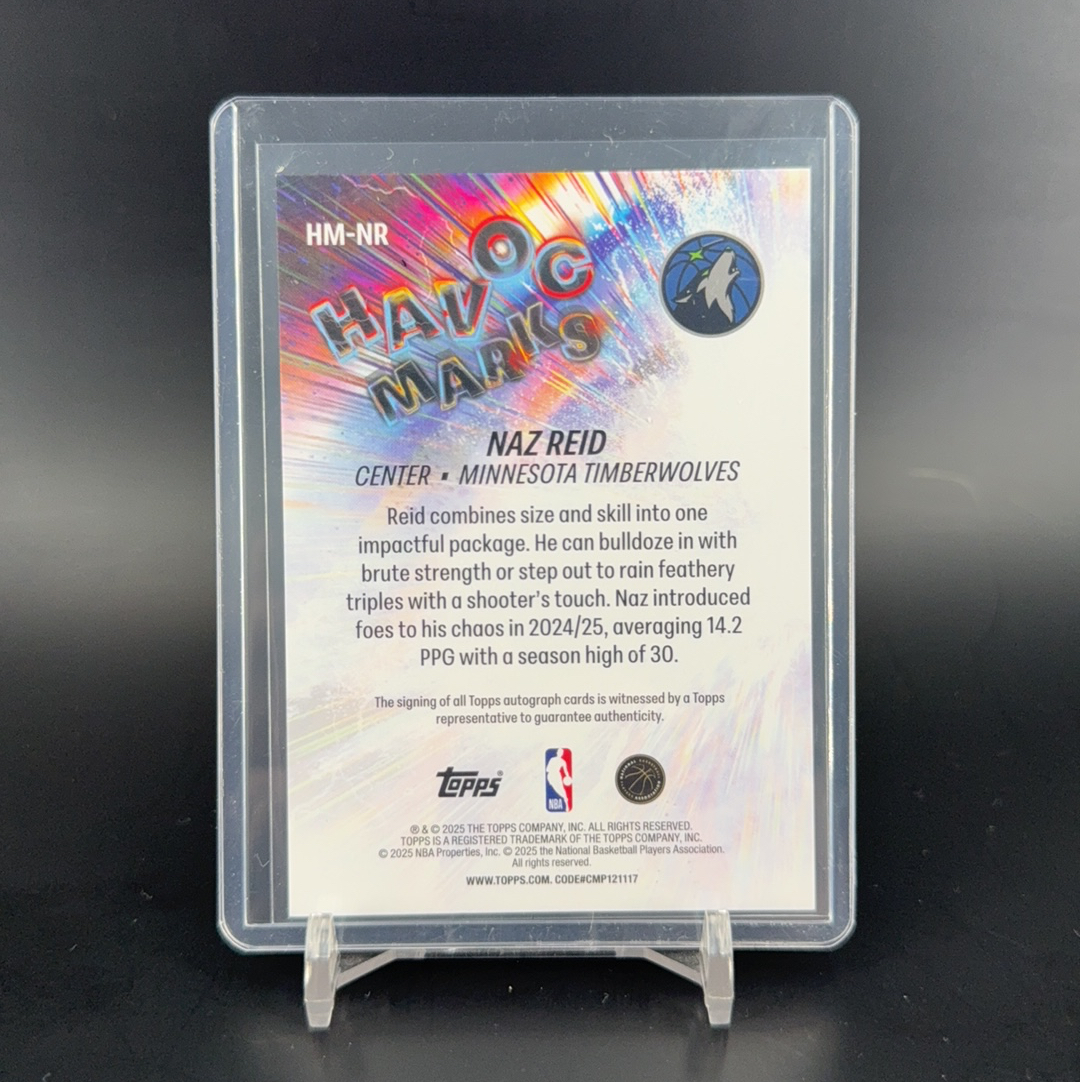 HM-NR
HAVOC
MARKS
NAZ REID
CENTER ▪ MINNESOTA TIMBERWOLVES
Reid combines size and skill into one
impactful package. He can bulldoze in with
brute strength or step out to rain feathery
triples with a shooter's touch. Naz introduced
foes to his chaos in 2024/25, averaging 14.2
PPG with a season high of 30.
The signing of all Topps autograph cards is witnessed by a Topps
representative to guarantee authenticity.
Topps®
NBA
® & © 2025 THE TOPPS COMPANY, INC. ALL RIGHTS RESERVED.
TOPPS IS A REGISTERED TRADEMARK OF THE TOPPS COMPANY, INC.
© 2025 NBA Properties, Inc. © 2025 the National Basketball Players Association.
All rights reserved.
WWW.TOPPS.COM. CODE#CMP121117